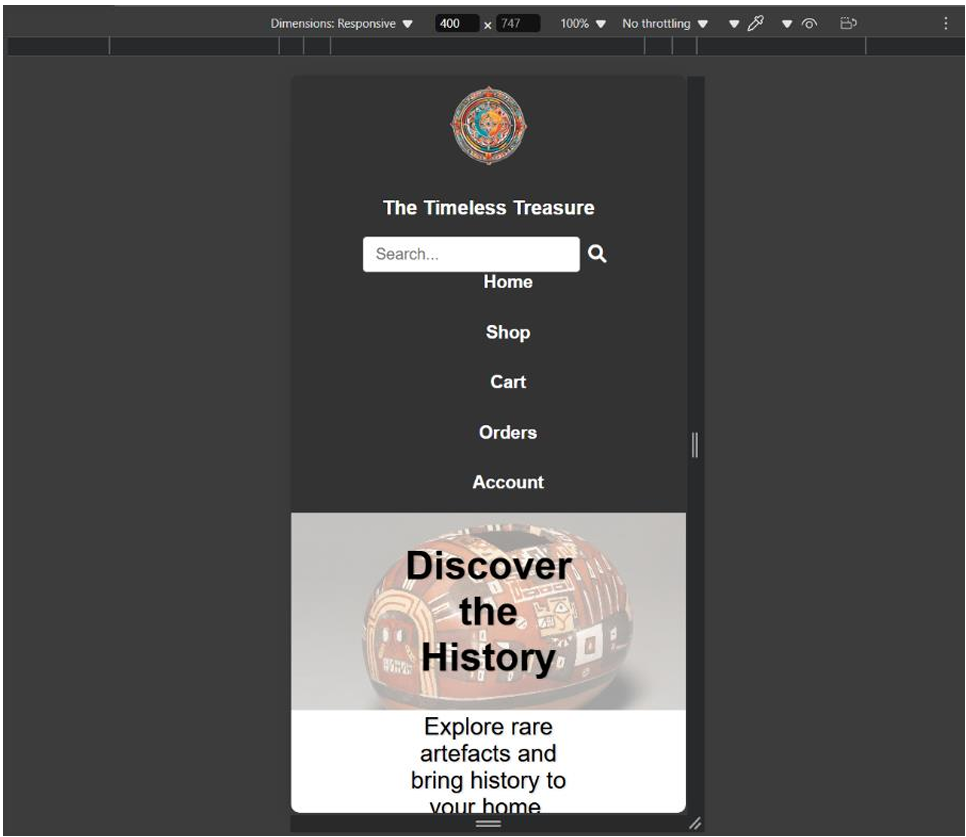 Dimensions: Responsive 400 × 747 100% No throttling
The Timeless Treasure
Search...
Home
Shop
Cart
Orders
Account
Discover
the
History
Explore rare
artefacts and
bring history to
your home